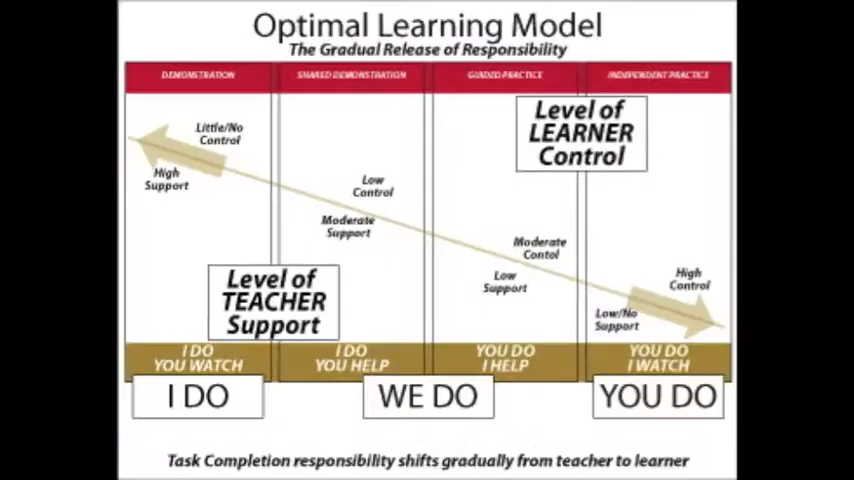 Optimal Learning Model
The Gradual Release of Responsibility
DEMONSTRATION
SHARED DEMONSTRATION
GUIDED PRACTICE
INDEPENDENT PRACTICE
Level of
LEARNER
Control
Little/No
Control
High
Support
Low
Control
Moderate
Support
Moderate
Contol
Low
Support
High
Control
Low/No
Support
Level of
TEACHER
Support
I DO
YOU WATCH
I DO
YOU HELP
YOU DO
I HELP
YOU DO
I WATCH
I DO
WE DO
YOU DO
Task Completion responsibility shifts gradually from teacher to learner